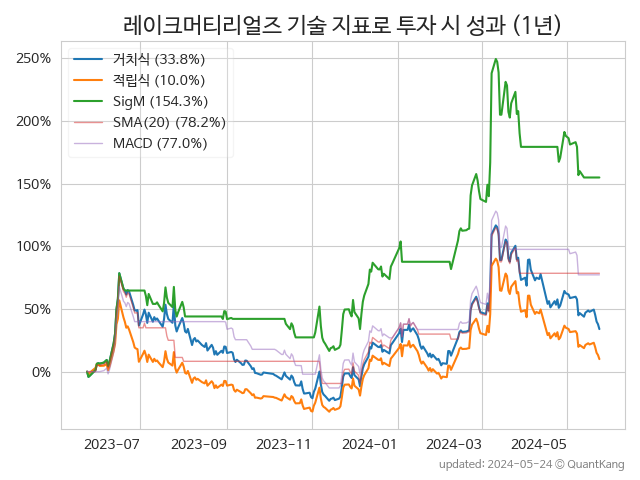 레이크머티리얼즈 기술 지표로 투자 시 성과 (1년)
거치식 (33.8%)
적립식 (10.0%)
SigM (154.3%)
SMA(20) (78.2%)
MACD (77.0%)
250%
200%
150%
100%
50%
0%
2023-07 2023-09 2023-11 2024-01 2024-03 2024-05
updated: 2024-05-24 © QuantKang